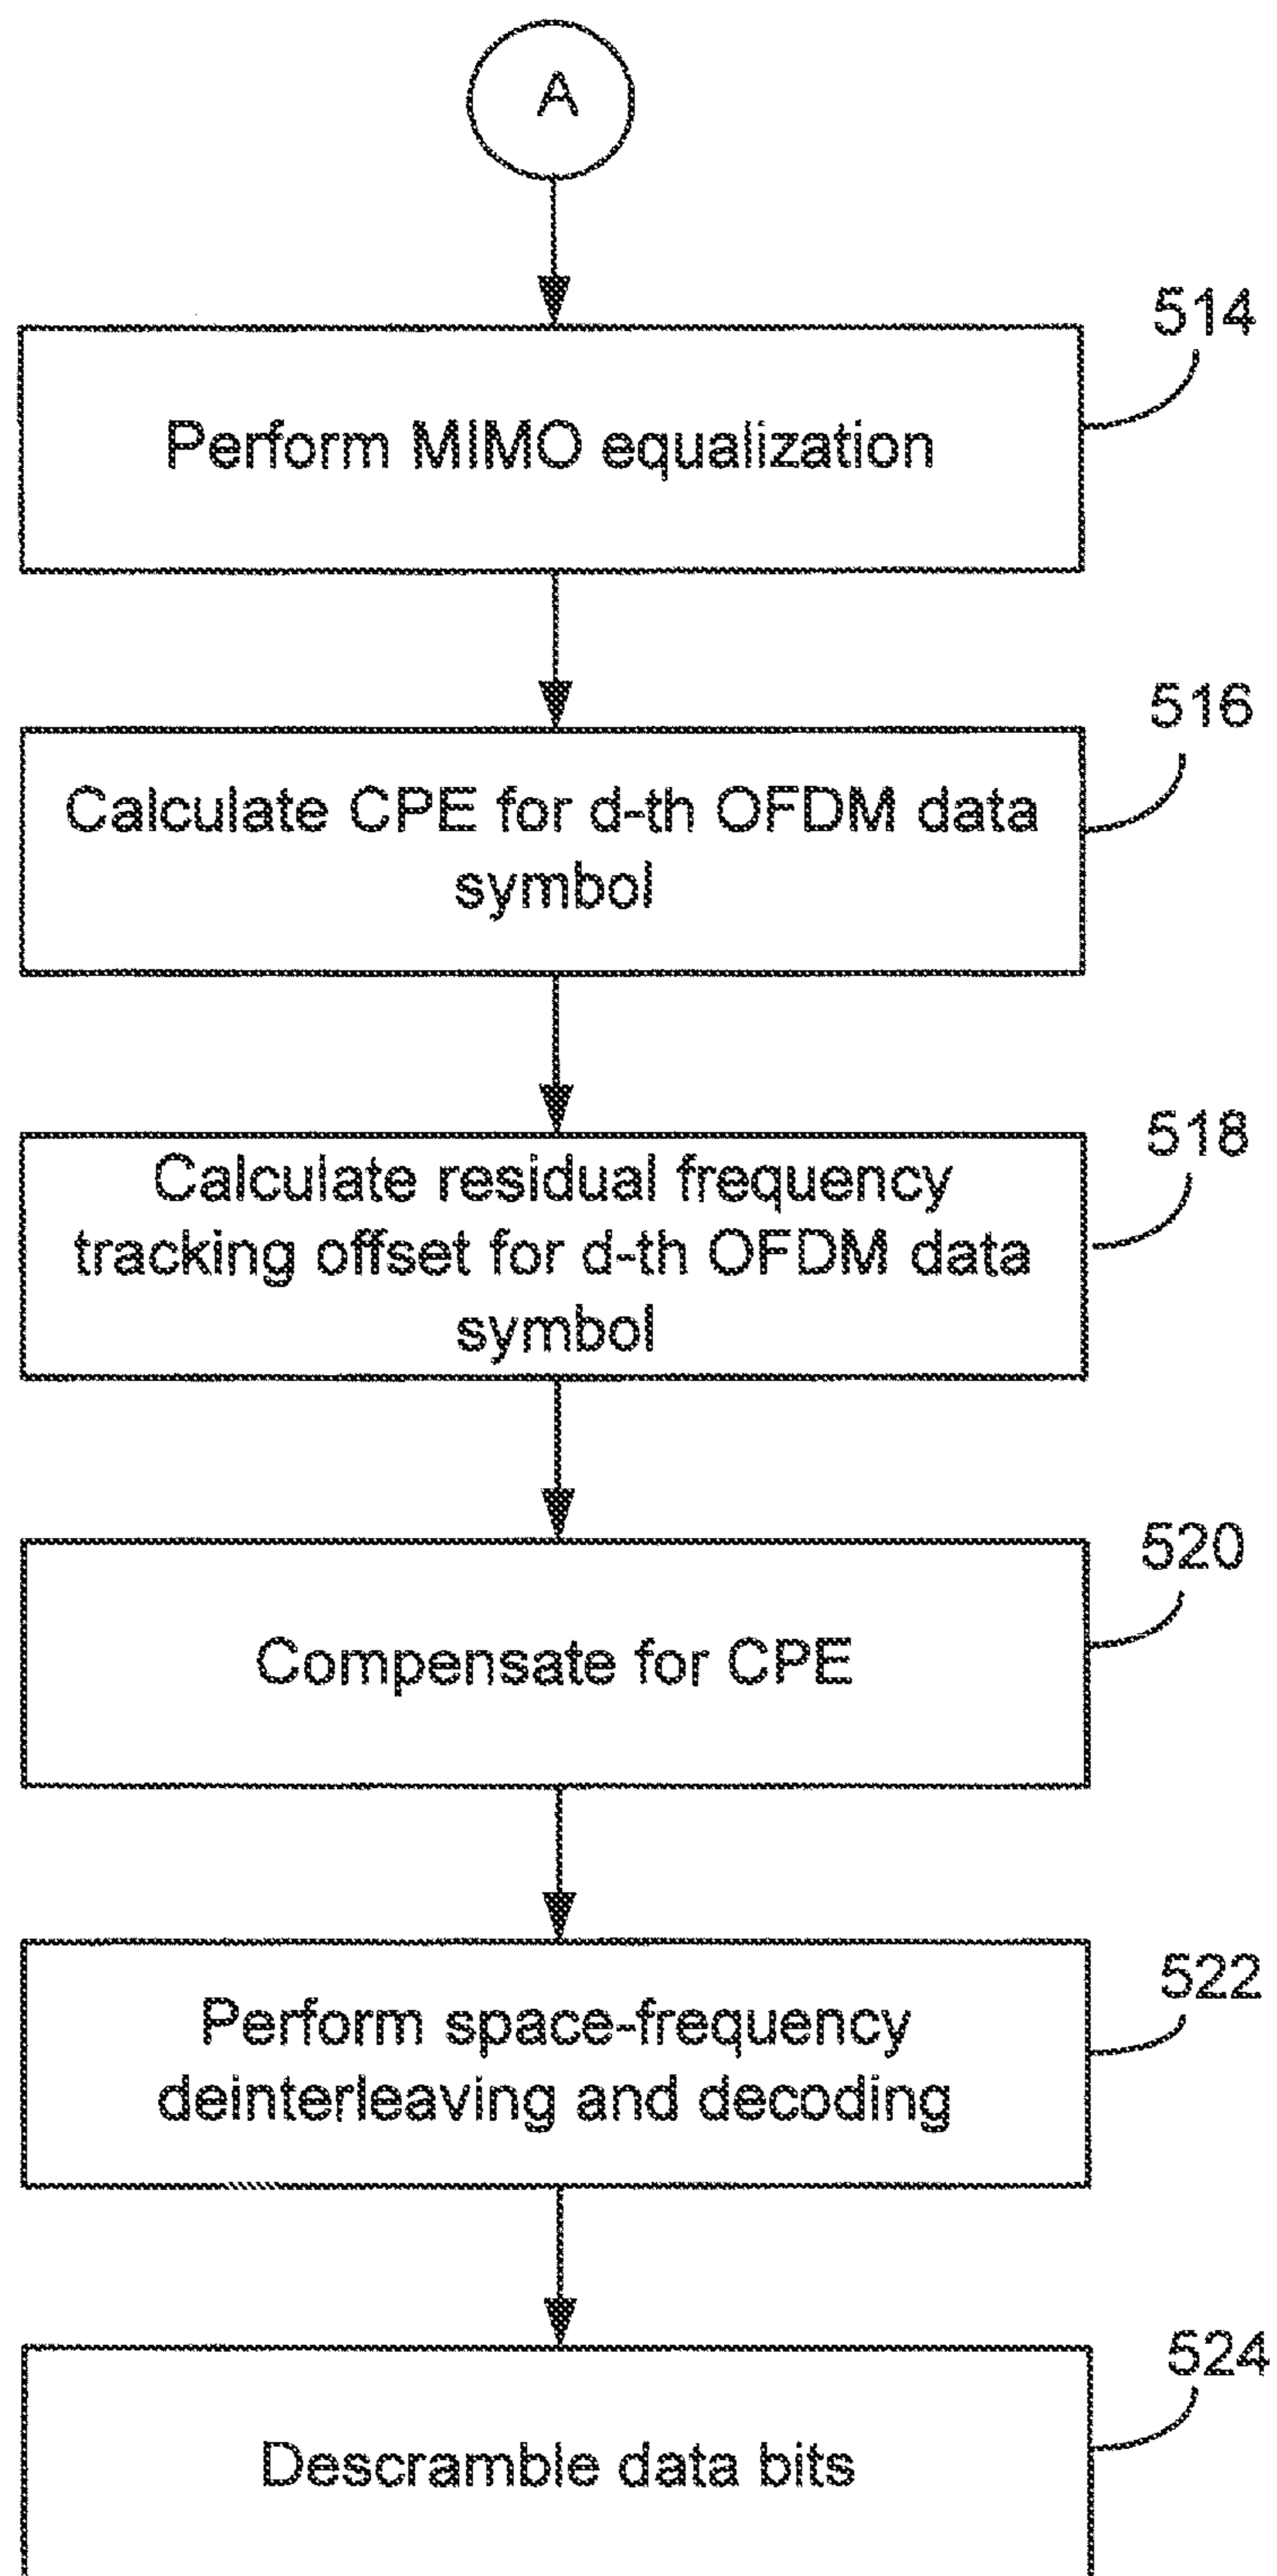 A
514
Perform MIMO equalization
516
Calculate CPE for d-th OFDM data
symbol
518
Calculate residual frequency
tracking offset for d-th OFDM data
symbol
520
Compensate for CPE
522
Perform space-frequency
deinterleaving and decoding
524
Descramble data bits